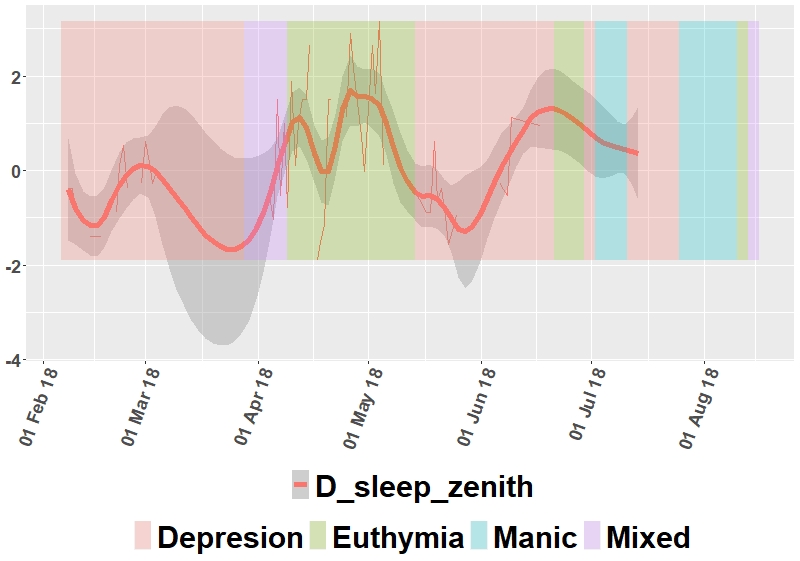 2
0
-2
-4
01 Feb 18
01 Mar 18
01 Apr 18
01 May 18
01 Jun 18
01 Jul 18
01 Aug 18
D_sleep_zenith
Depresion Euthymia Manic Mixed